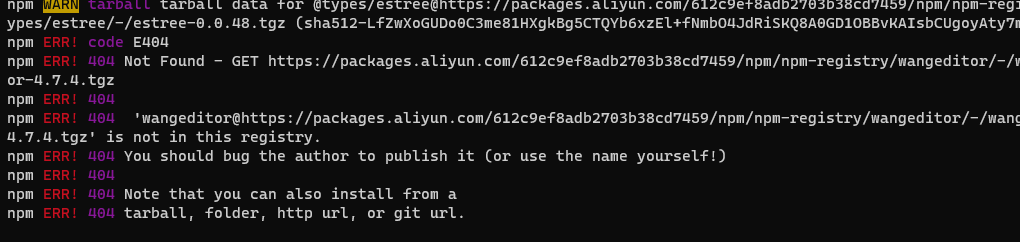 npm WARN tarball tarball data for @types/estree@https://packages.aliyun.com/612c9ef8adb2703b38cd7459/npm/npm-regi
ypes/estree/-/estree-0.0.48.tgz (sha512-LfZwXoGUDo0C3me81HXgkBg5CTQYb6xzEl+fNmbO4JdRiSKQ8A0GD1OBBvkAIsbCUgoyAty7m
npm ERR! code E404
npm ERR! 404 Not Found - GET https://packages.aliyun.com/612c9ef8adb2703b38cd7459/npm/npm-registry/wangeditor/-/w
or-4.7.4.tgz
npm ERR! 404
npm ERR! 404  'wangeditor@https://packages.aliyun.com/612c9ef8adb2703b38cd7459/npm/npm-registry/wangeditor/-/wang
4.7.4.tgz' is not in this registry.
npm ERR! 404 You should bug the author to publish it (or use the name yourself!)
npm ERR! 404
npm ERR! 404 Note that you can also install from a
npm ERR! 404 tarball, folder, http url, or git url.